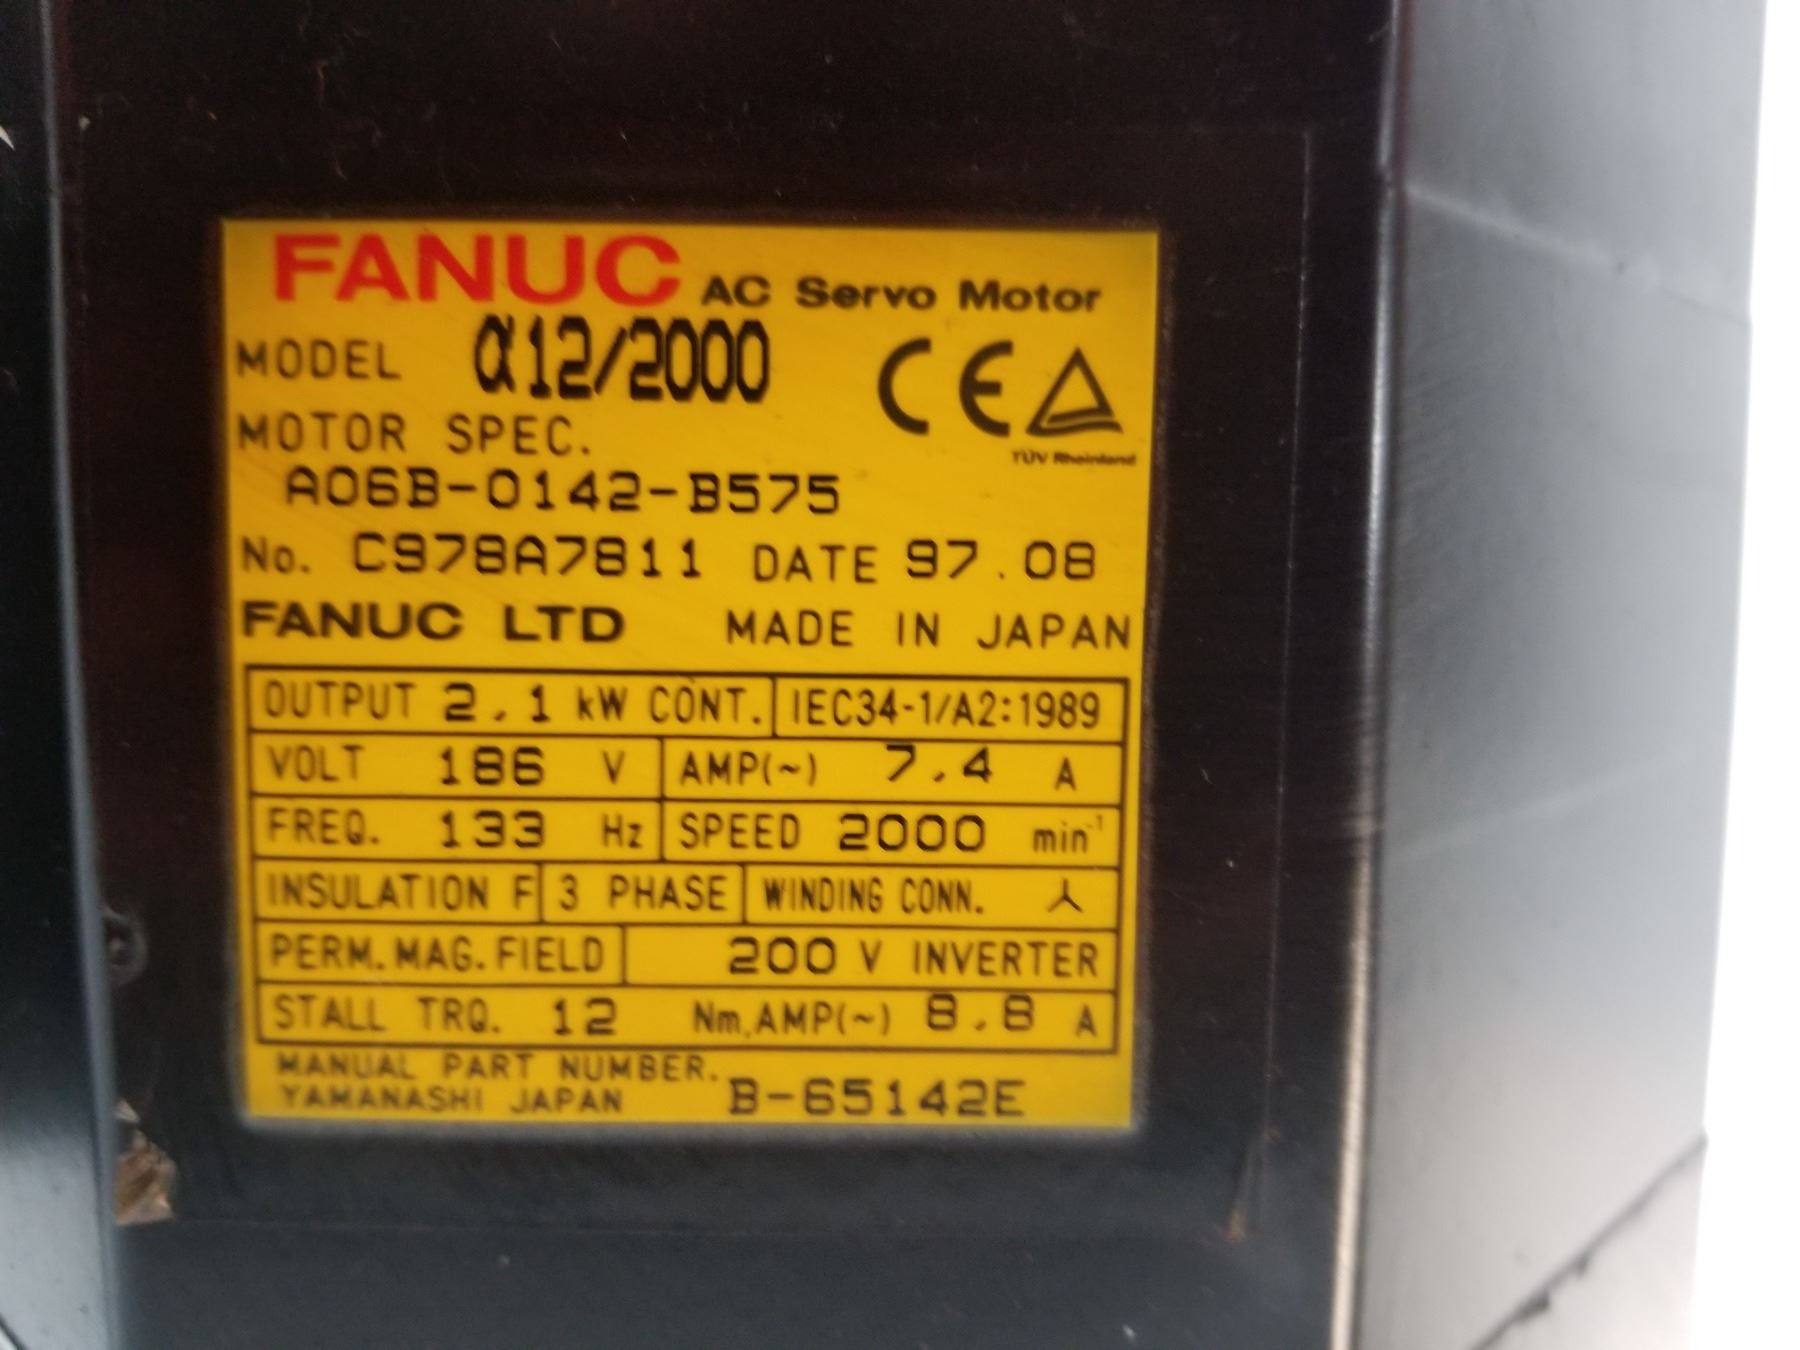 FANUC AC Servo Motor
MODEL α12/2000
CE
TÜV Rheinland
MOTOR SPEC.
A06B-0142-B575
No. C978A7811 DATE 97.08
FANUC LTD MADE IN JAPAN
OUTPUT 2.1 kW CONT. IEC34-1/A2:1989
VOLT 186 V AMP(~) 7.4 A
FREQ. 133 Hz SPEED 2000 min⁻¹
INSULATION F 3 PHASE WINDING CONN.
PERM.MAG.FIELD 200 V INVERTER
STALL TRQ. 12 Nm,AMP(~) 8.8 A
MANUAL PART NUMBER.
YAMANASHI JAPAN B-65142E